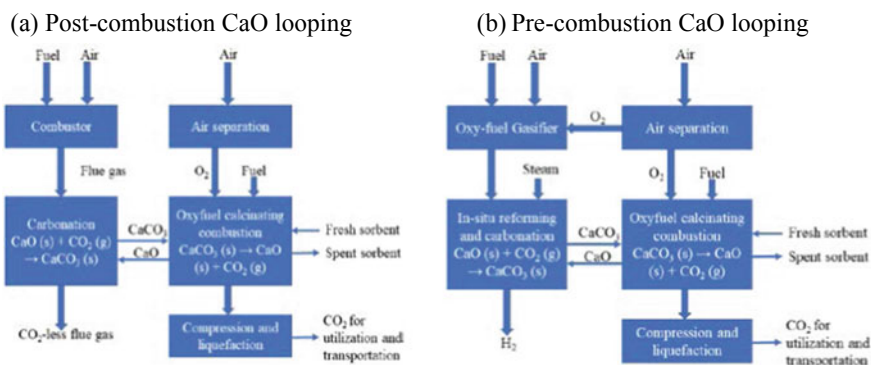 (a) Post-combustion CaO looping
Fuel
Air
Air
Combustor
Air separation
Flue gas
O₂
Fuel
Carbonation
CaO (s) + CO₂ (g)
→ CaCO₃ (s)
CaCO₃
CaO
Oxyfuel calcinating
combustion
CaCO₃ (s) → CaO
(s) + CO₂ (g)
Fresh sorbent
Spent sorbent
CO₂-less flue gas
Compression and
liquefaction
CO₂ for
utilization and
transportation
(b) Pre-combustion CaO looping
Fuel
Air
Air
Oxy-fuel Gasifier
O₂
Air separation
Steam
O₂
Fuel
In-situ reforming
and carbonation
CaO (s) + CO₂ (g)
→ CaCO₃ (s)
CaCO₃
CaO
Oxyfuel calcinating
combustion
CaCO₃ (s) → CaO
(s) + CO₂ (g)
Fresh sorbent
Spent sorbent
H₂
Compression and
liquefaction
CO₂ for
utilization and
transportation